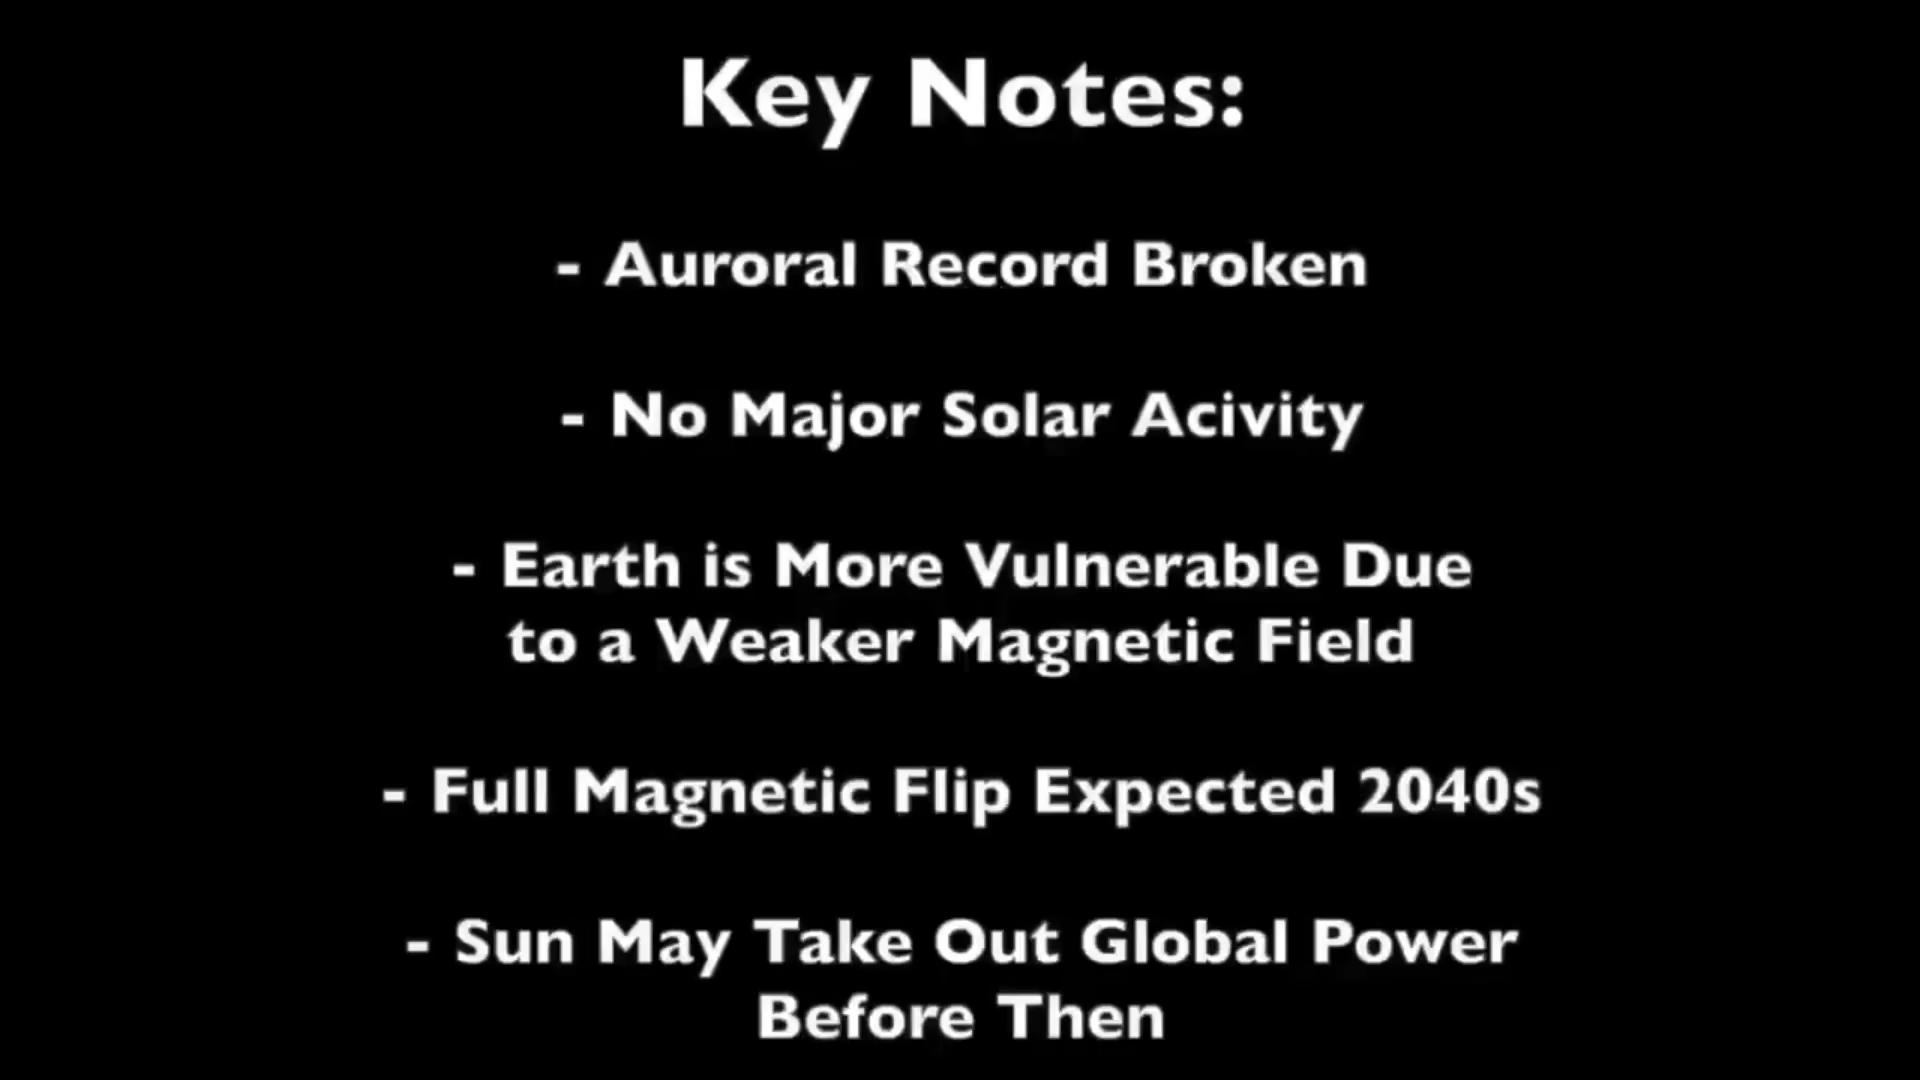 Key Notes:
- Auroral Record Broken
- No Major Solar Acivity
- Earth is More Vulnerable Due
to a Weaker Magnetic Field
- Full Magnetic Flip Expected 2040s
- Sun May Take Out Global Power
Before Then